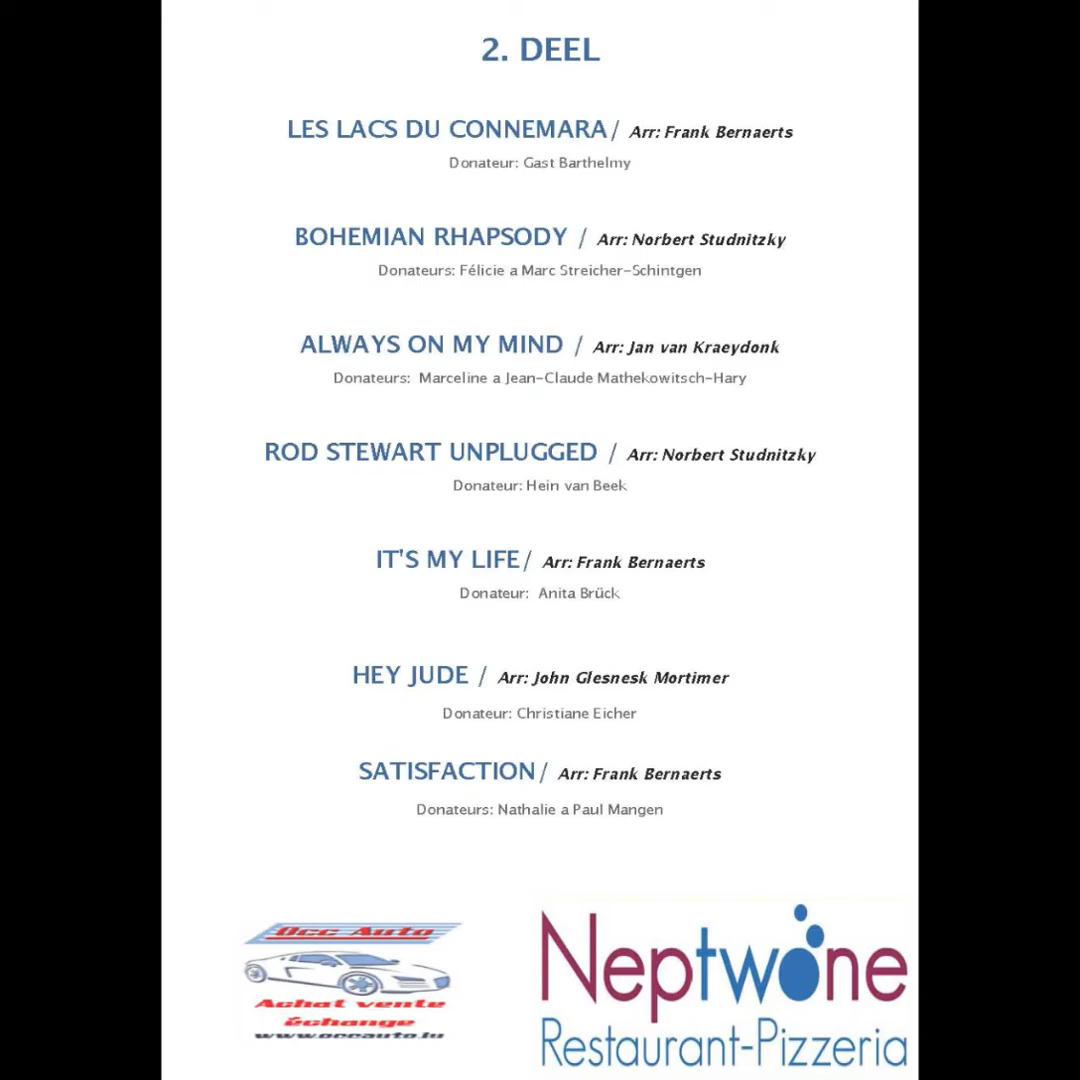 2. DEEL
LES LACS DU CONNEMARA/ Arr: Frank Bernaerts
Donateur: Gast Barthelmy
BOHEMIAN RHAPSODY / Arr: Norbert Studnitzky
Donateurs: Félicie a Marc Streicher-Schintgen
ALWAYS ON MY MIND / Arr: Jan van Kraeydonk
Donateurs: Marceline a Jean-Claude Mathekowitsch-Hary
ROD STEWART UNPLUGGED / Arr: Norbert Studnitzky
Donateur: Hein van Beek
IT'S MY LIFE/ Arr: Frank Bernaerts
Donateur: Anita Brück
HEY JUDE / Arr: John Glesnesk Mortimer
Donateur: Christiane Eicher
SATISFACTION/ Arr: Frank Bernaerts
Donateurs: Nathalie a Paul Mangen
Occ Auto
Achat vente
échange
www.occauto.lu
Neptwone
Restaurant-Pizzeria